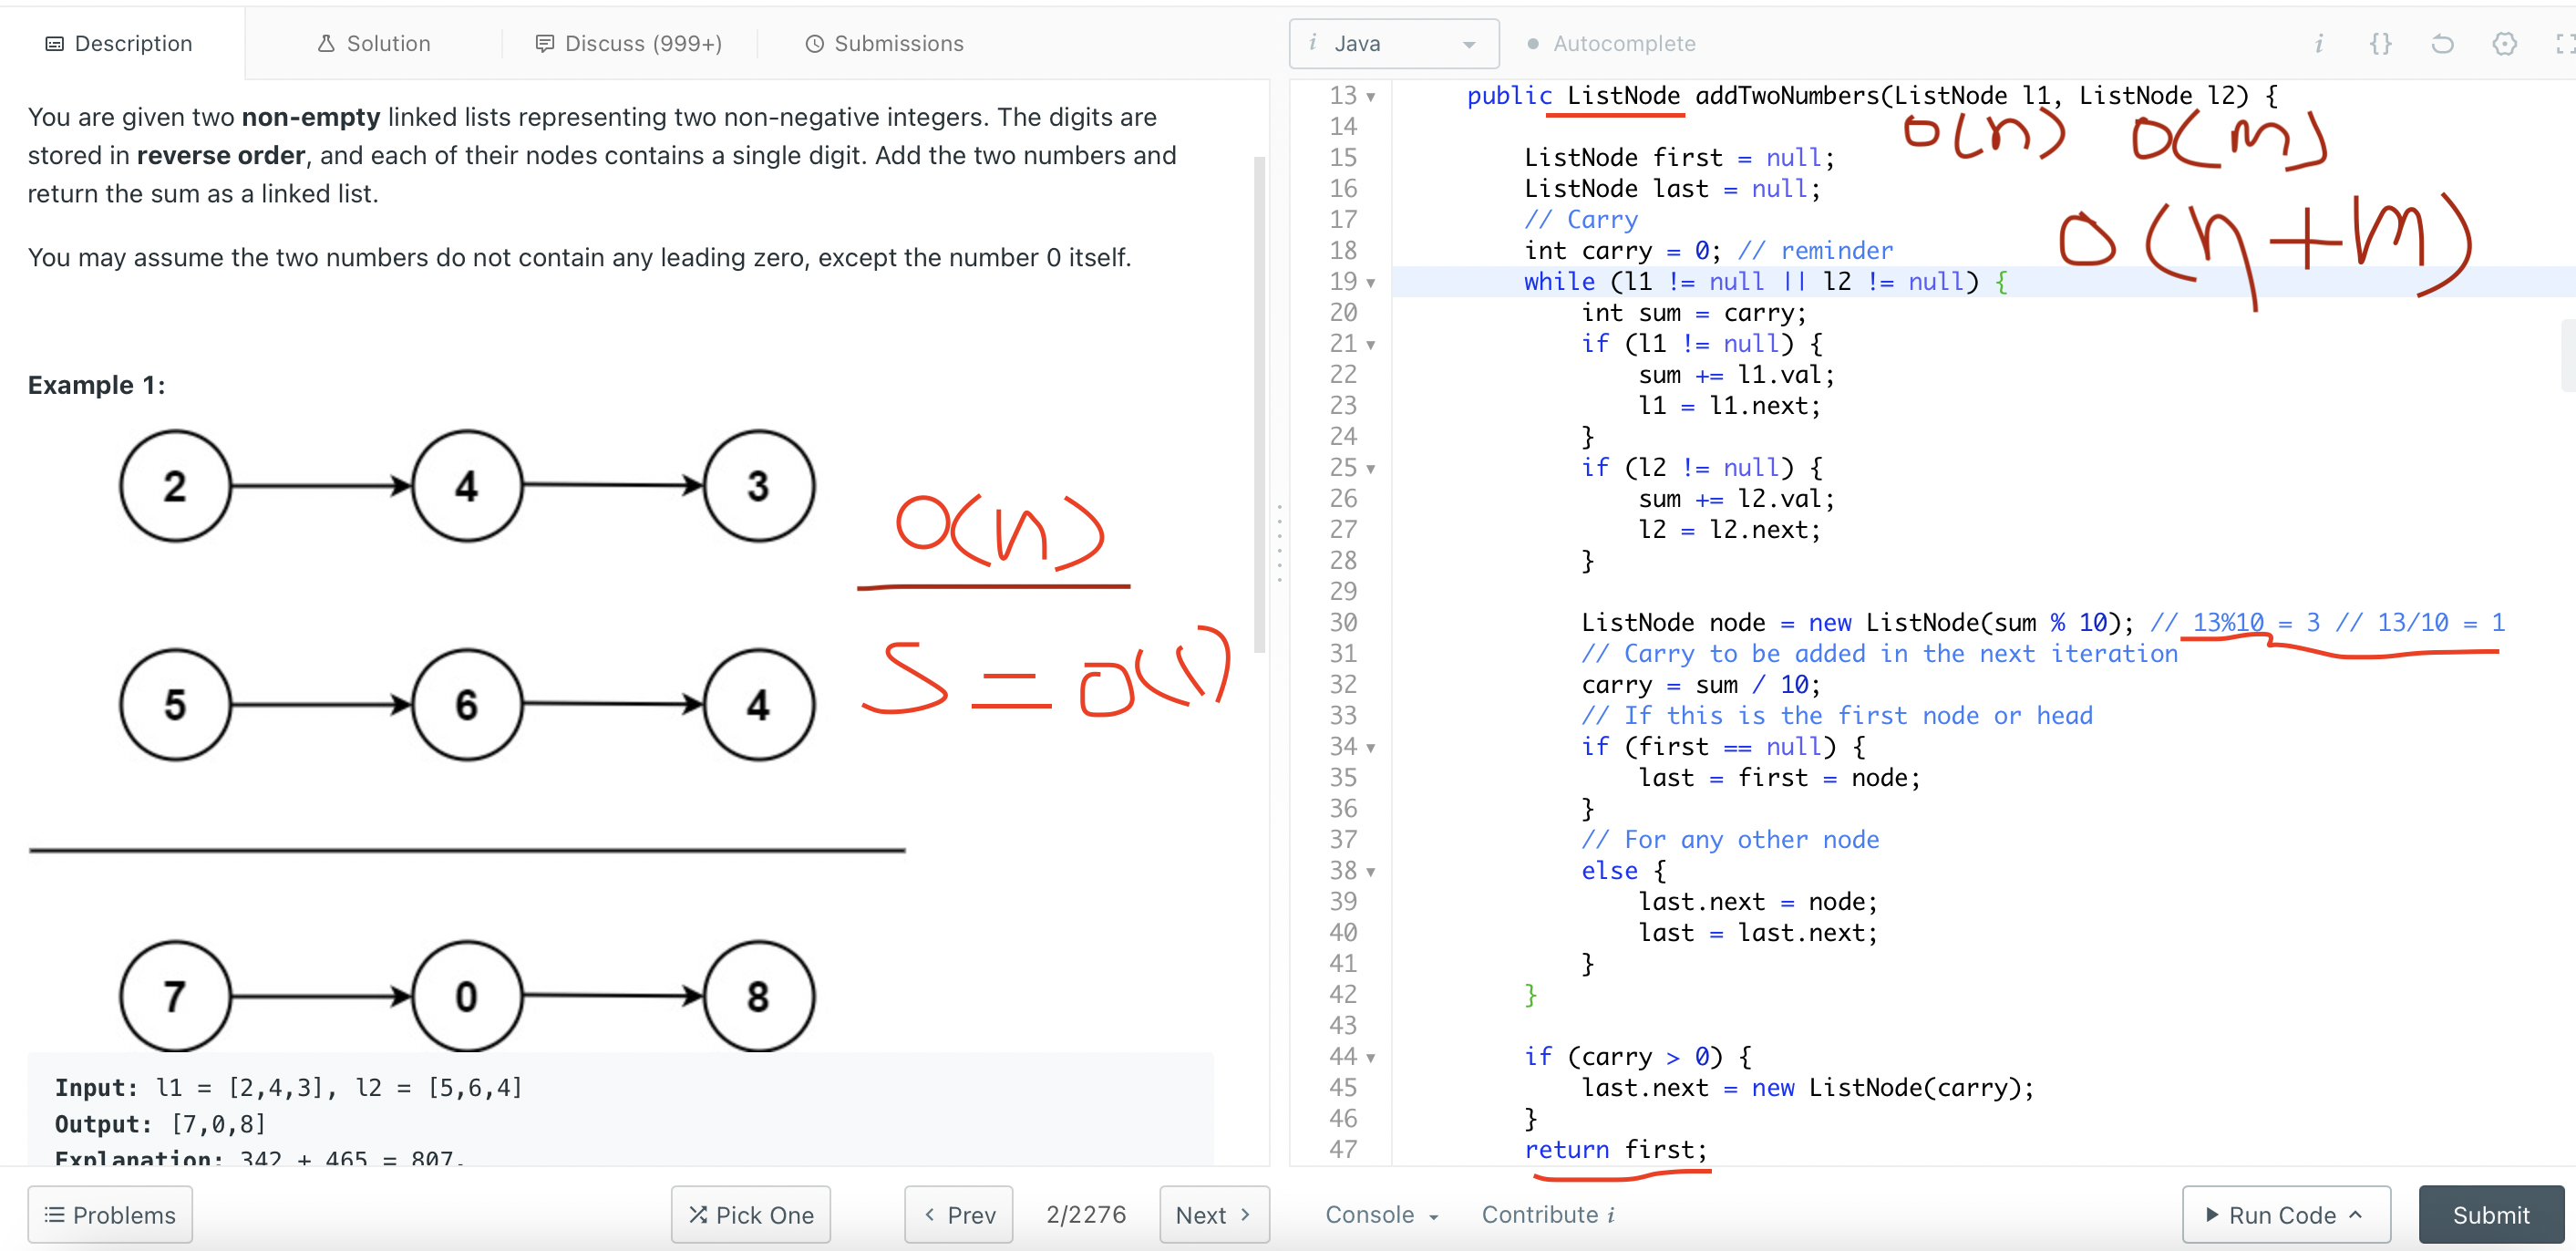 Description
Solution
Discuss (999+)
Submissions
i Java
Autocomplete
i {}
You are given two non-empty linked lists representing two non-negative integers. The digits are
stored in reverse order, and each of their nodes contains a single digit. Add the two numbers and
return the sum as a linked list.
You may assume the two numbers do not contain any leading zero, except the number 0 itself.
Example 1:
2 4 3
O(n)
5 6 4
S = O(1)
7 0 8
Input: l1 = [2,4,3], l2 = [5,6,4]
Output: [7,0,8]
Explanation: 342 + 465 = 807.
13 public ListNode addTwoNumbers(ListNode l1, ListNode l2) {
O(n) O(m)
14
15 ListNode first = null;
16 ListNode last = null;
17 // Carry
O(n+m)
18 int carry = 0; // reminder
19 while (l1 != null || l2 != null) {
20 int sum = carry;
21 if (l1 != null) {
22 sum += l1.val;
23 l1 = l1.next;
24 }
25 if (l2 != null) {
26 sum += l2.val;
27 l2 = l2.next;
28 }
29
30 ListNode node = new ListNode(sum % 10); // 13%10 = 3 // 13/10 = 1
31 // Carry to be added in the next iteration
32 carry = sum / 10;
33 // If this is the first node or head
34 if (first == null) {
35 last = first = node;
36 }
37 // For any other node
38 else {
39 last.next = node;
40 last = last.next;
41 }
42 }
43
44 if (carry > 0) {
45 last.next = new ListNode(carry);
46 }
47 return first;
Problems
Pick One
Prev
2/2276
Next
Console
Contribute i
Run Code
Submit